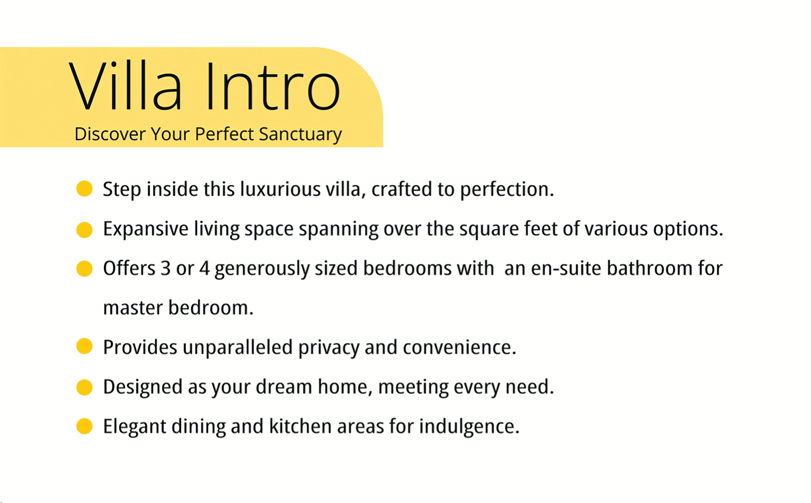 Villa Intro
Discover Your Perfect Sanctuary
Step inside this luxurious villa, crafted to perfection.
Expansive living space spanning over the square feet of various options.
Offers 3 or 4 generously sized bedrooms with an en-suite bathroom for
master bedroom.
Provides unparalleled privacy and convenience.
Designed as your dream home, meeting every need.
Elegant dining and kitchen areas for indulgence.